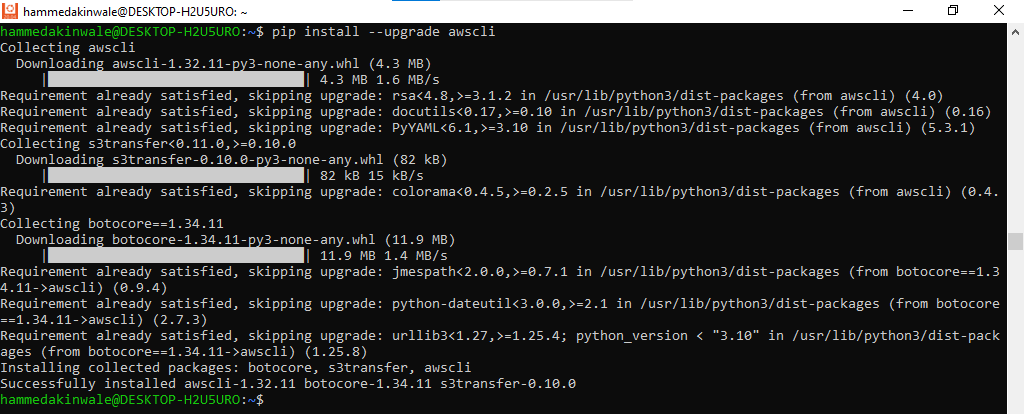 hammedakinwale@DESKTOP-H2U5URO: ~
hammedakinwale@DESKTOP-H2U5URO:~$ pip install --upgrade awscli
Collecting awscli
  Downloading awscli-1.32.11-py3-none-any.whl (4.3 MB)
     |████████████████████████████████| 4.3 MB 1.6 MB/s
Requirement already satisfied, skipping upgrade: rsa<4.8,>=3.1.2 in /usr/lib/python3/dist-packages (from awscli) (4.0)
Requirement already satisfied, skipping upgrade: docutils<0.17,>=0.10 in /usr/lib/python3/dist-packages (from awscli) (0.16)
Requirement already satisfied, skipping upgrade: PyYAML<6.1,>=3.10 in /usr/lib/python3/dist-packages (from awscli) (5.3.1)
Collecting s3transfer<0.11.0,>=0.10.0
  Downloading s3transfer-0.10.0-py3-none-any.whl (82 kB)
     |████████████████████████████████| 82 kB 15 kB/s
Requirement already satisfied, skipping upgrade: colorama<0.4.5,>=0.2.5 in /usr/lib/python3/dist-packages (from awscli) (0.4.
3)
Collecting botocore==1.34.11
  Downloading botocore-1.34.11-py3-none-any.whl (11.9 MB)
     |████████████████████████████████| 11.9 MB 1.4 MB/s
Requirement already satisfied, skipping upgrade: jmespath<2.0.0,>=0.7.1 in /usr/lib/python3/dist-packages (from botocore==1.3
4.11->awscli) (0.9.4)
Requirement already satisfied, skipping upgrade: python-dateutil<3.0.0,>=2.1 in /usr/lib/python3/dist-packages (from botocore
==1.34.11->awscli) (2.7.3)
Requirement already satisfied, skipping upgrade: urllib3<1.27,>=1.25.4; python_version < "3.10" in /usr/lib/python3/dist-pack
ages (from botocore==1.34.11->awscli) (1.25.8)
Installing collected packages: botocore, s3transfer, awscli
Successfully installed awscli-1.32.11 botocore-1.34.11 s3transfer-0.10.0
hammedakinwale@DESKTOP-H2U5URO:~$